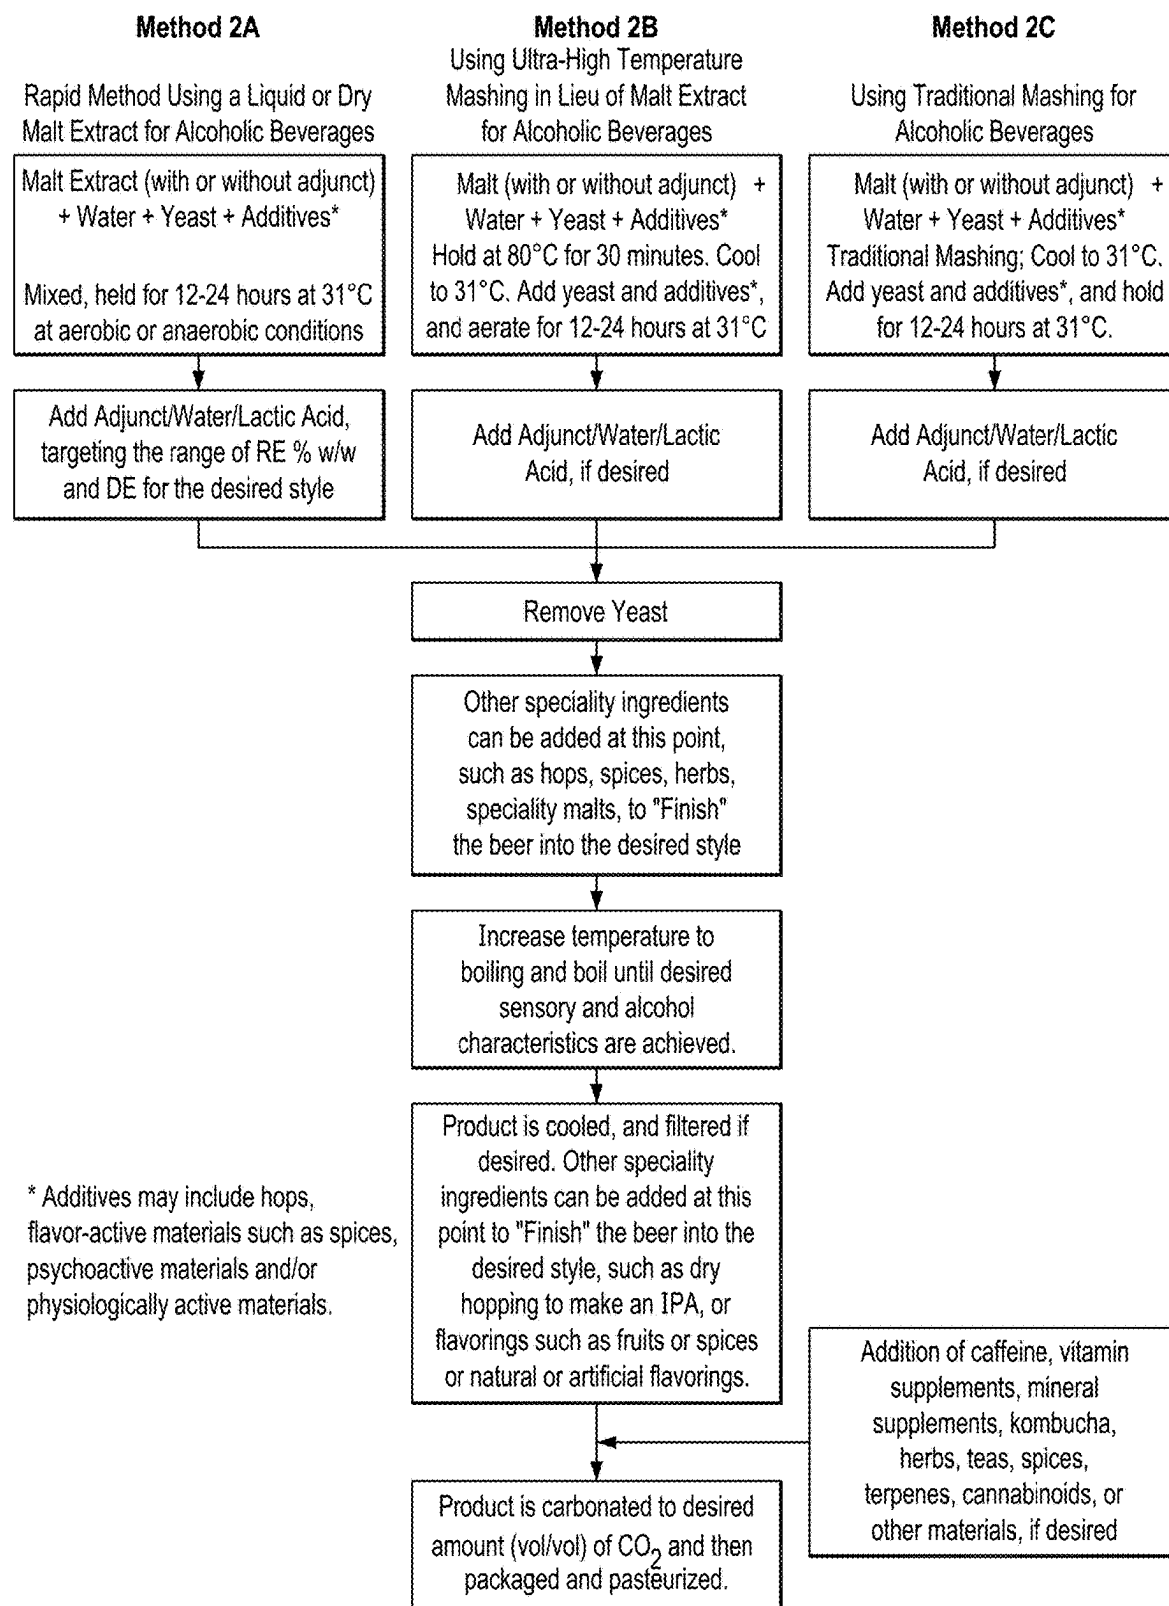 Method 2A
Rapid Method Using a Liquid or Dry
Malt Extract for Alcoholic Beverages
Malt Extract (with or without adjunct)
+ Water + Yeast + Additives*
Mixed, held for 12-24 hours at 31°C
at aerobic or anaerobic conditions
Add Adjunct/Water/Lactic Acid,
targeting the range of RE % w/w
and DE for the desired style
Method 2B
Using Ultra-High Temperature
Mashing in Lieu of Malt Extract
for Alcoholic Beverages
Malt (with or without adjunct) +
Water + Yeast + Additives*
Hold at 80°C for 30 minutes. Cool
to 31°C. Add yeast and additives*,
and aerate for 12-24 hours at 31°C
Add Adjunct/Water/Lactic
Acid, if desired
Method 2C
Using Traditional Mashing for
Alcoholic Beverages
Malt (with or without adjunct) +
Water + Yeast + Additives*
Traditional Mashing; Cool to 31°C.
Add yeast and additives*, and hold
for 12-24 hours at 31°C.
Add Adjunct/Water/Lactic
Acid, if desired
Remove Yeast
Other speciality ingredients
can be added at this point,
such as hops, spices, herbs,
speciality malts, to "Finish"
the beer into the desired style
Increase temperature to
boiling and boil until desired
sensory and alcohol
characteristics are achieved.
Product is cooled, and filtered if
desired. Other speciality
ingredients can be added at this
point to "Finish" the beer into the
desired style, such as dry
hopping to make an IPA, or
flavorings such as fruits or spices
or natural or artificial flavorings.
* Additives may include hops,
flavor-active materials such as spices,
psychoactive materials and/or
physiologically active materials.
Addition of caffeine, vitamin
supplements, mineral
supplements, kombucha,
herbs, teas, spices,
terpenes, cannabinoids, or
other materials, if desired
Product is carbonated to desired
amount (vol/vol) of CO2 and then
packaged and pasteurized.